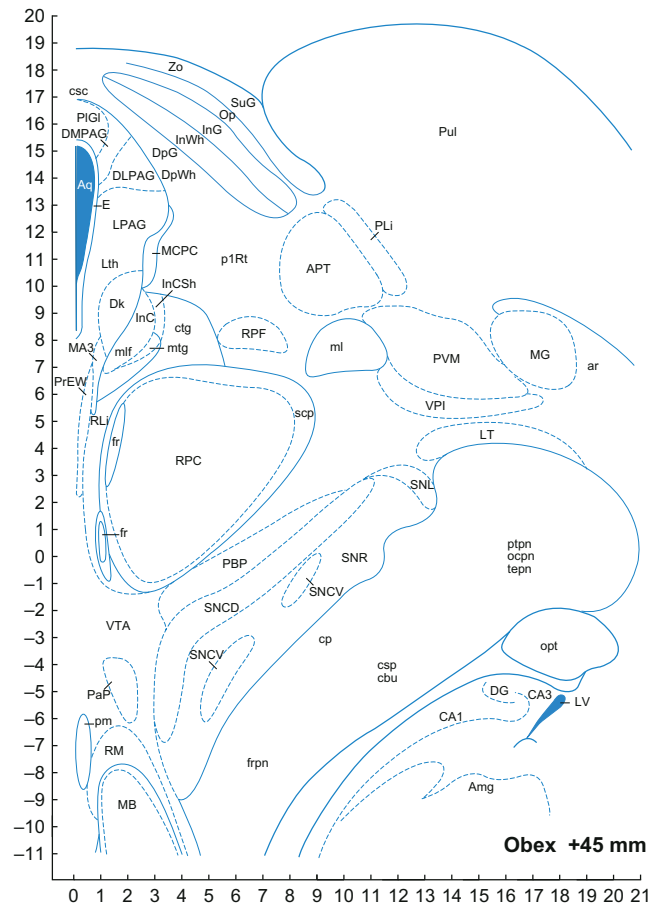 20
19
18
17
16
15
14
13
12
11
10
9
8
7
6
5
4
3
2
1
0
–1
–2
–3
–4
–5
–6
–7
–8
–9
–10
–11
Zo
csc
SuG
PlGl
Op
DMPAG
InG
Pul
InWh
DpG
DLPAG
DpWh
Aq
E
LPAG
PLi
MCPC
p1Rt
APT
Lth
InCSh
Dk
InC
ctg
RPF
ml
MA3
mlf
mtg
PVM
MG
ar
PrEW
VPI
RLi
scp
fr
LT
RPC
SNL
fr
PBP
SNR
ptpn
ocpn
tepn
SNCV
SNCD
VTA
cp
SNCV
csp
cbu
opt
PaP
DG
CA3
LV
pm
CA1
RM
frpn
MB
Amg
Obex +45 mm
0 1 2 3 4 5 6 7 8 9 10 11 12 13 14 15 16 17 18 19 20 21